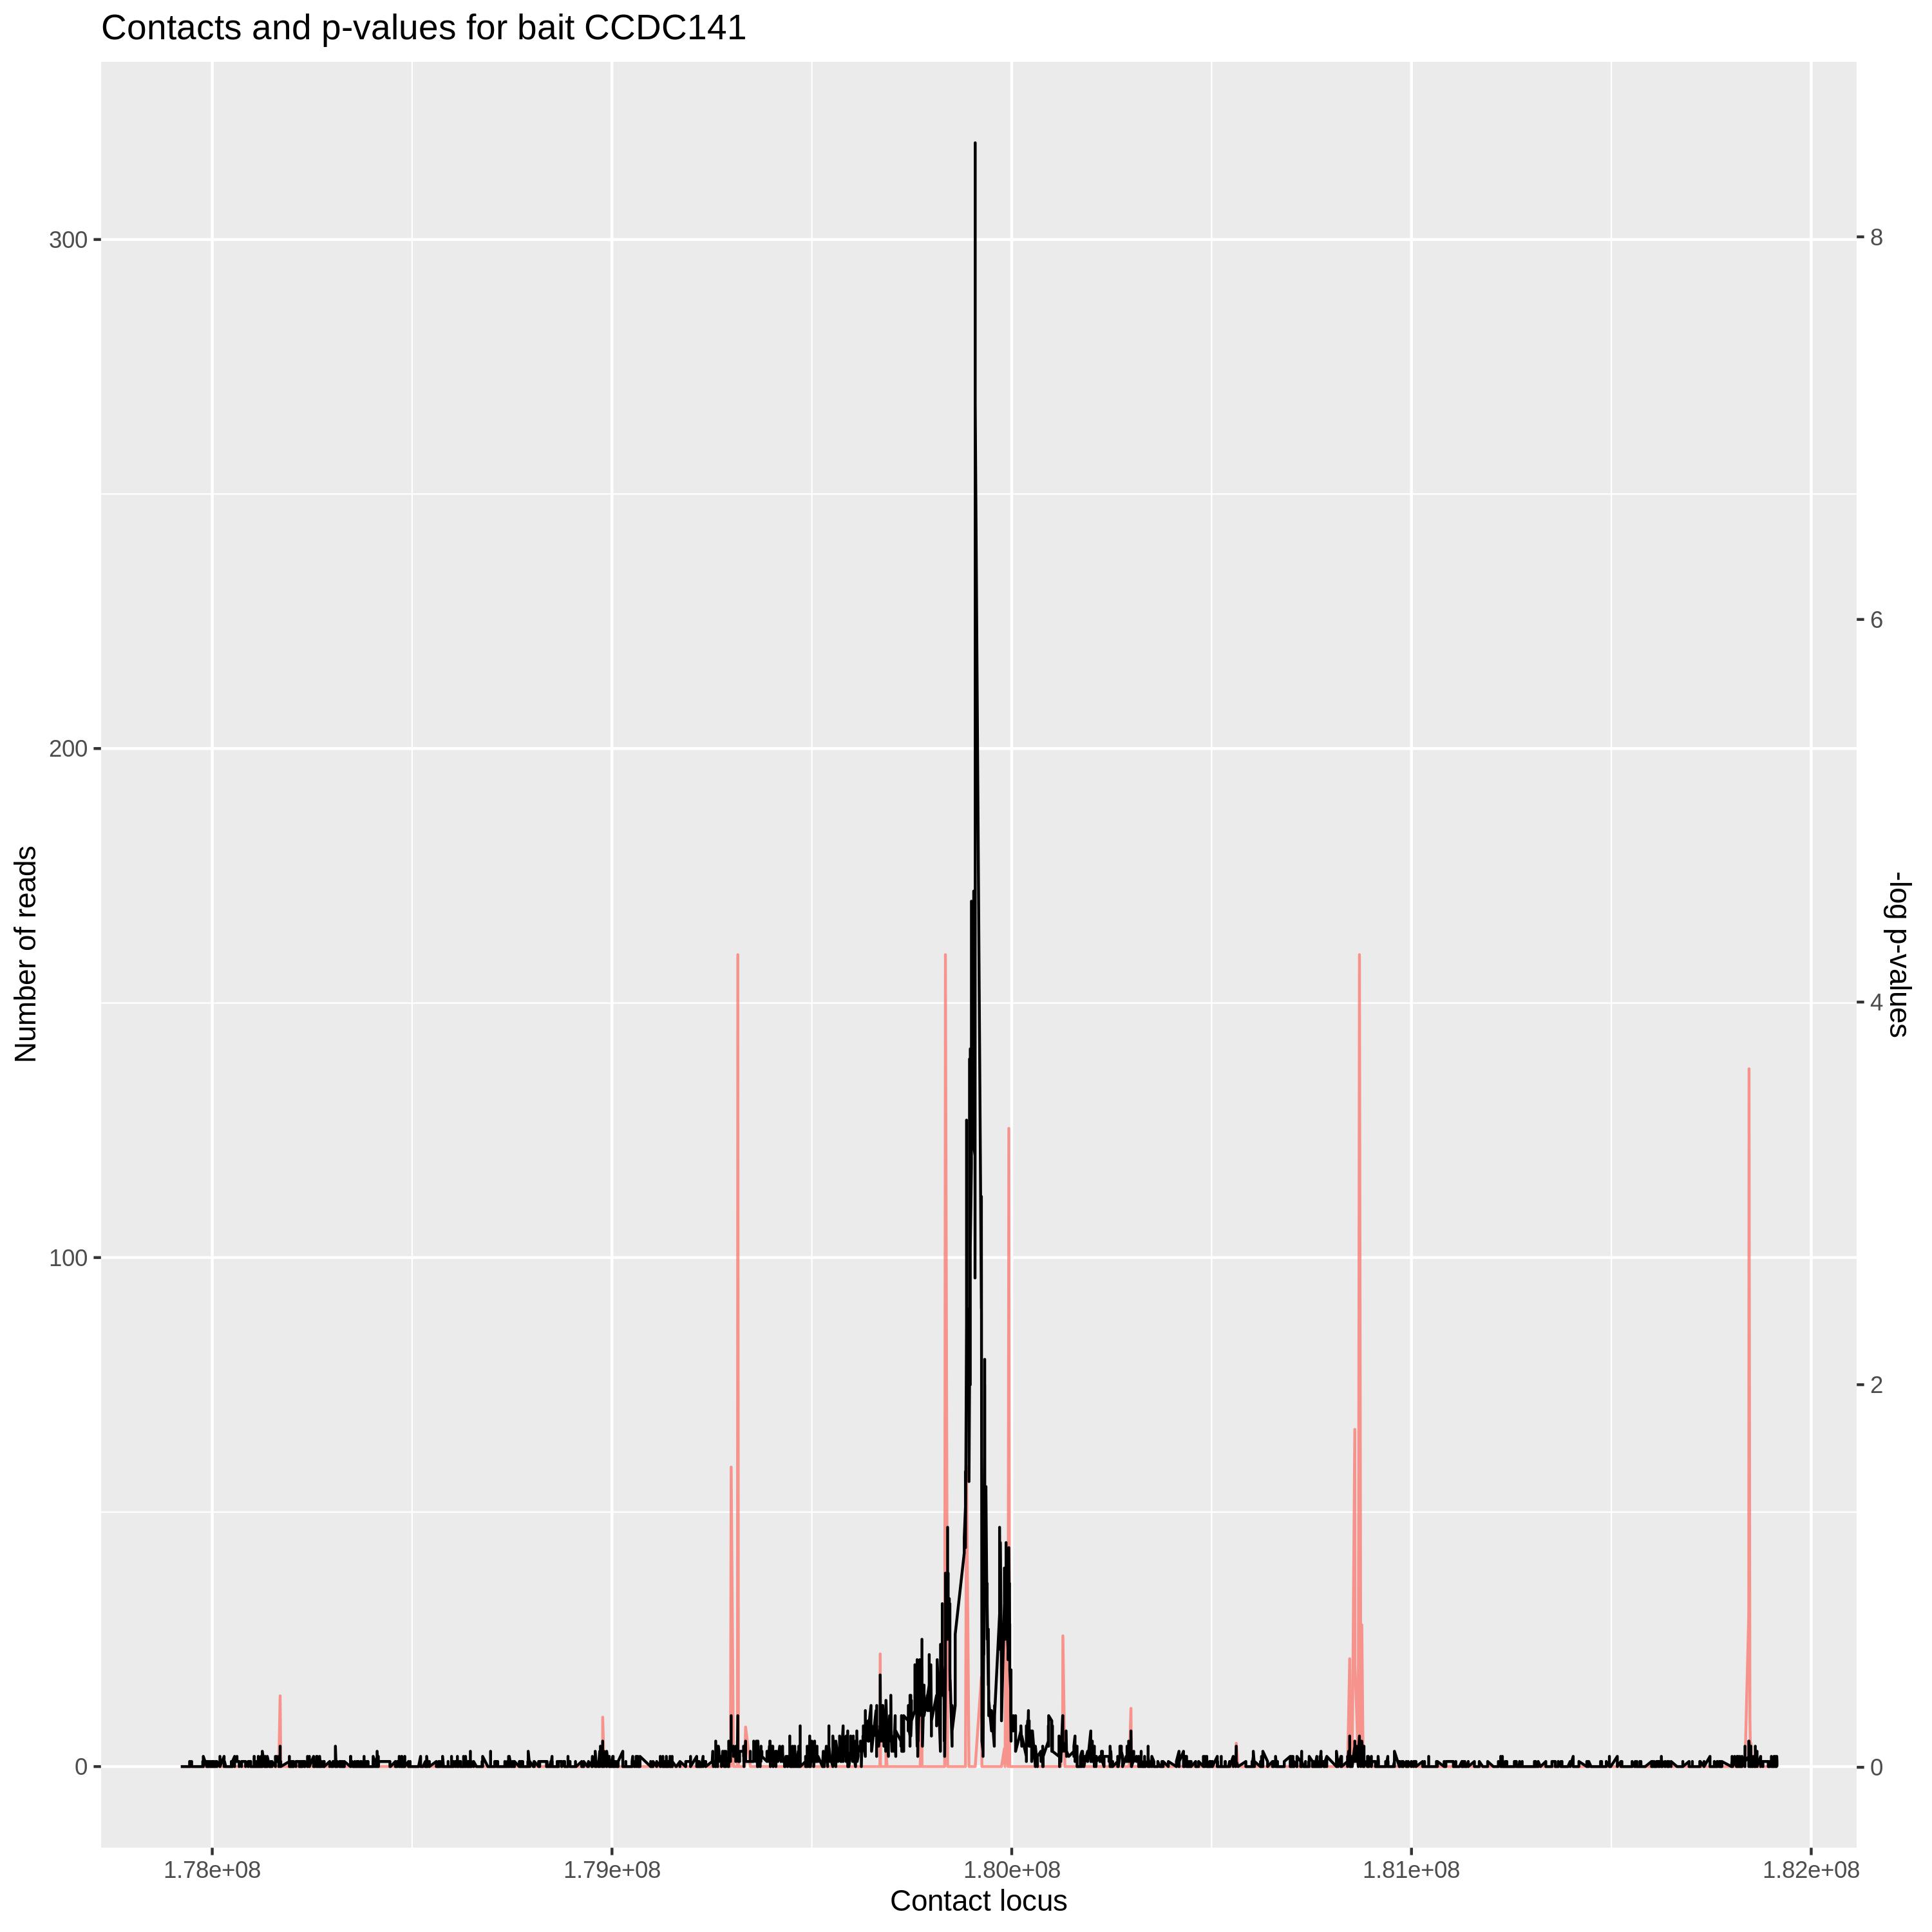 Contacts and p-values for bait CCDC141
Number of reads
300
200
100
0
8
6
4
2
0
-log p-values
1.78e+08 1.79e+08 1.80e+08 1.81e+08 1.82e+08
Contact locus